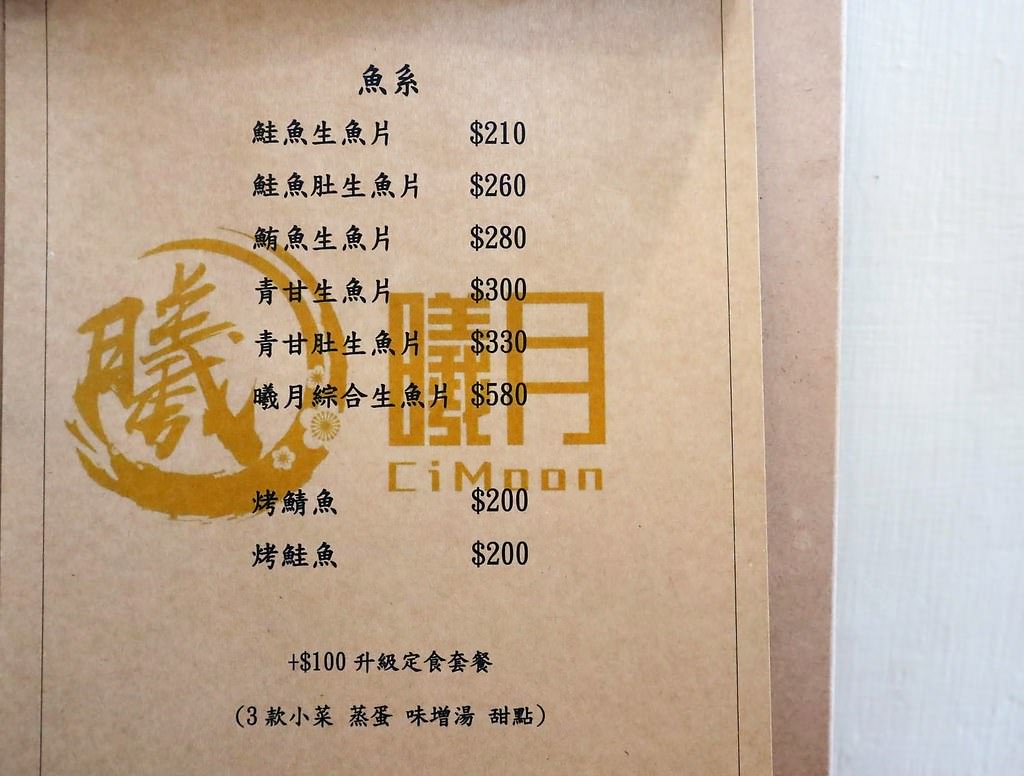 魚系
鮭魚生魚片 $210
鮭魚肚生魚片 $260
鮪魚生魚片 $280
青甘生魚片 $300
青甘肚生魚片 $330
曦月綜合生魚片 $580
曦月
曦月
CiMoon
烤鯖魚 $200
烤鮭魚 $200
+$100 升級定食套餐
(3 款小菜 蒸蛋 味增湯 甜點)